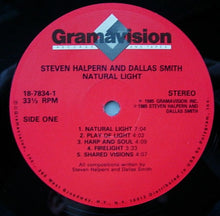 Gramavision
STEVEN HALPERN AND DALLAS SMITH
NATURAL LIGHT
18-7834-1
33⅓ RPM
STEREO
℗ 1985 GRAMAVISION INC.
© 1985 STEVEN HALPERN
AND DALLAS SMITH
SIDE ONE
1. NATURAL LIGHT 7:04
2. PLAY OF LIGHT 4:02
3. HARP AND SOUL 4:09
4. FIRELIGHT 3:33
5. SHARED VISIONS 4:57
All compositions written by
Steven Halpern and Dallas Smith